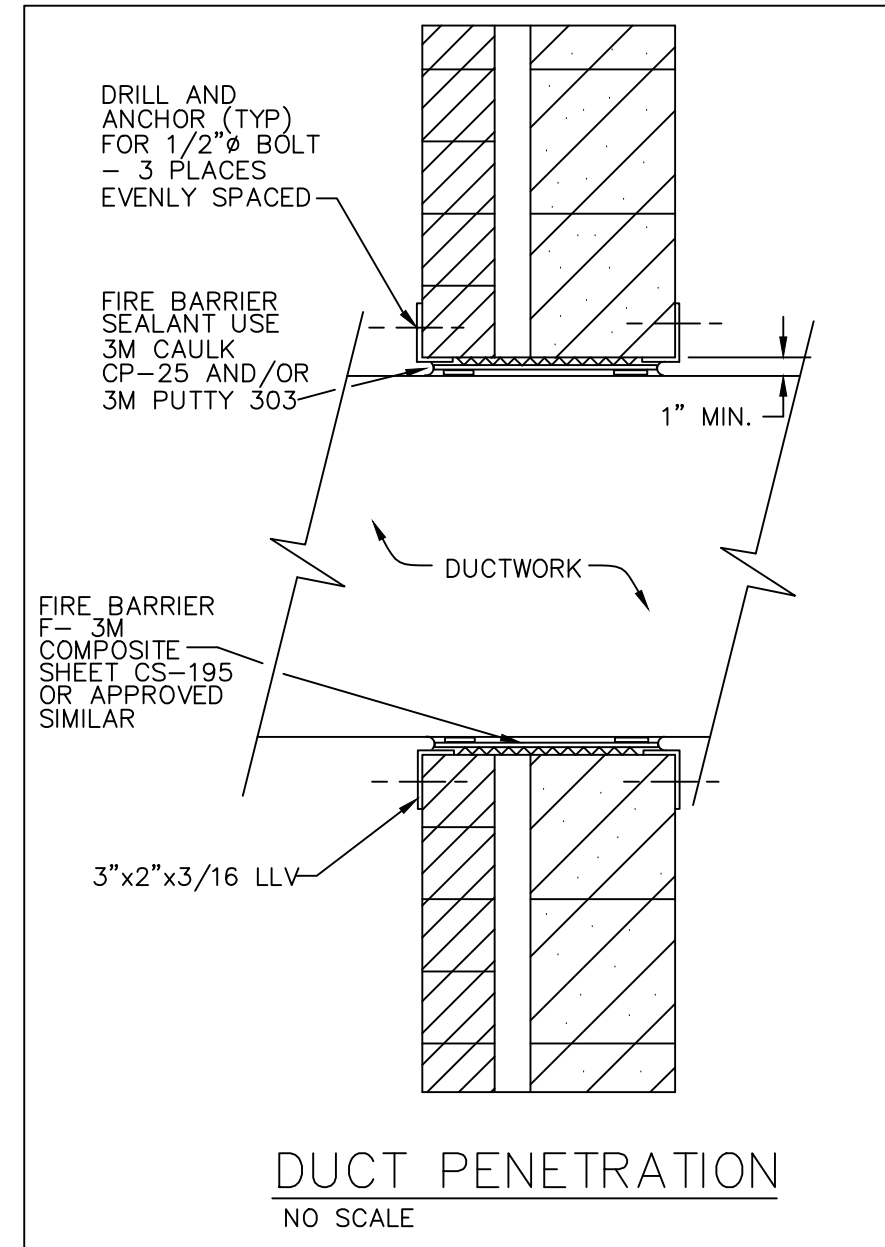 DRILL AND
ANCHOR (TYP)
FOR 1/2"ø BOLT
- 3 PLACES
EVENLY SPACED
FIRE BARRIER
SEALANT USE
3M CAULK
CP-25 AND/OR
3M PUTTY 303
1" MIN.
DUCTWORK
FIRE BARRIER
F- 3M
COMPOSITE
SHEET CS-195
OR APPROVED
SIMILAR
3"x2"x3/16 LLV
DUCT PENETRATION
NO SCALE